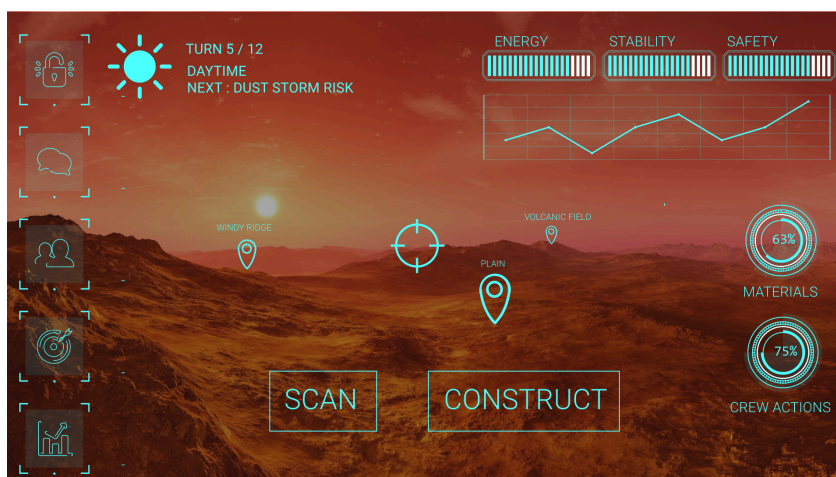 TURN 5 / 12
DAYTIME
NEXT : DUST STORM RISK
ENERGY
STABILITY
SAFETY
WINDY RIDGE
VOLCANIC FIELD
PLAIN
63%
MATERIALS
75%
CREW ACTIONS
SCAN
CONSTRUCT